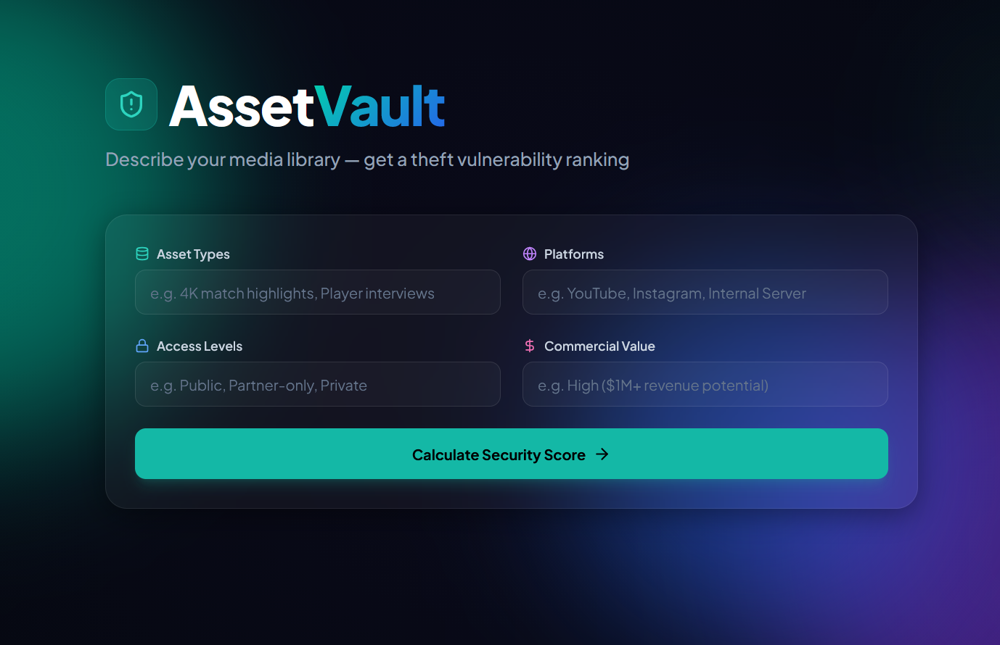 AssetVault
Describe your media library — get a theft vulnerability ranking
Asset Types
e.g. 4K match highlights, Player interviews
Platforms
e.g. YouTube, Instagram, Internal Server
Access Levels
e.g. Public, Partner-only, Private
Commercial Value
e.g. High ($1M+ revenue potential)
Calculate Security Score →